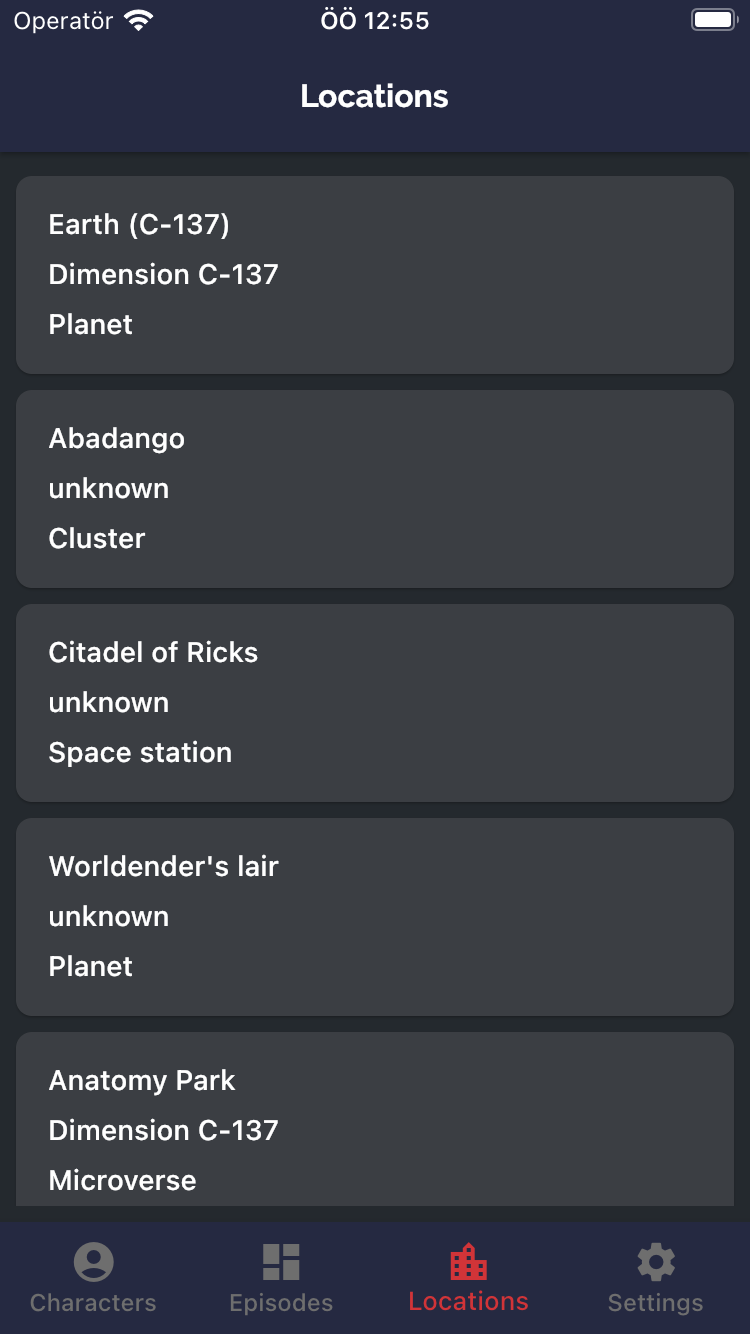 Operatör ÖÖ 12:55
Locations
Earth (C-137)
Dimension C-137
Planet
Abadango
unknown
Cluster
Citadel of Ricks
unknown
Space station
Worldender's lair
unknown
Planet
Anatomy Park
Dimension C-137
Microverse
Characters Episodes Locations Settings